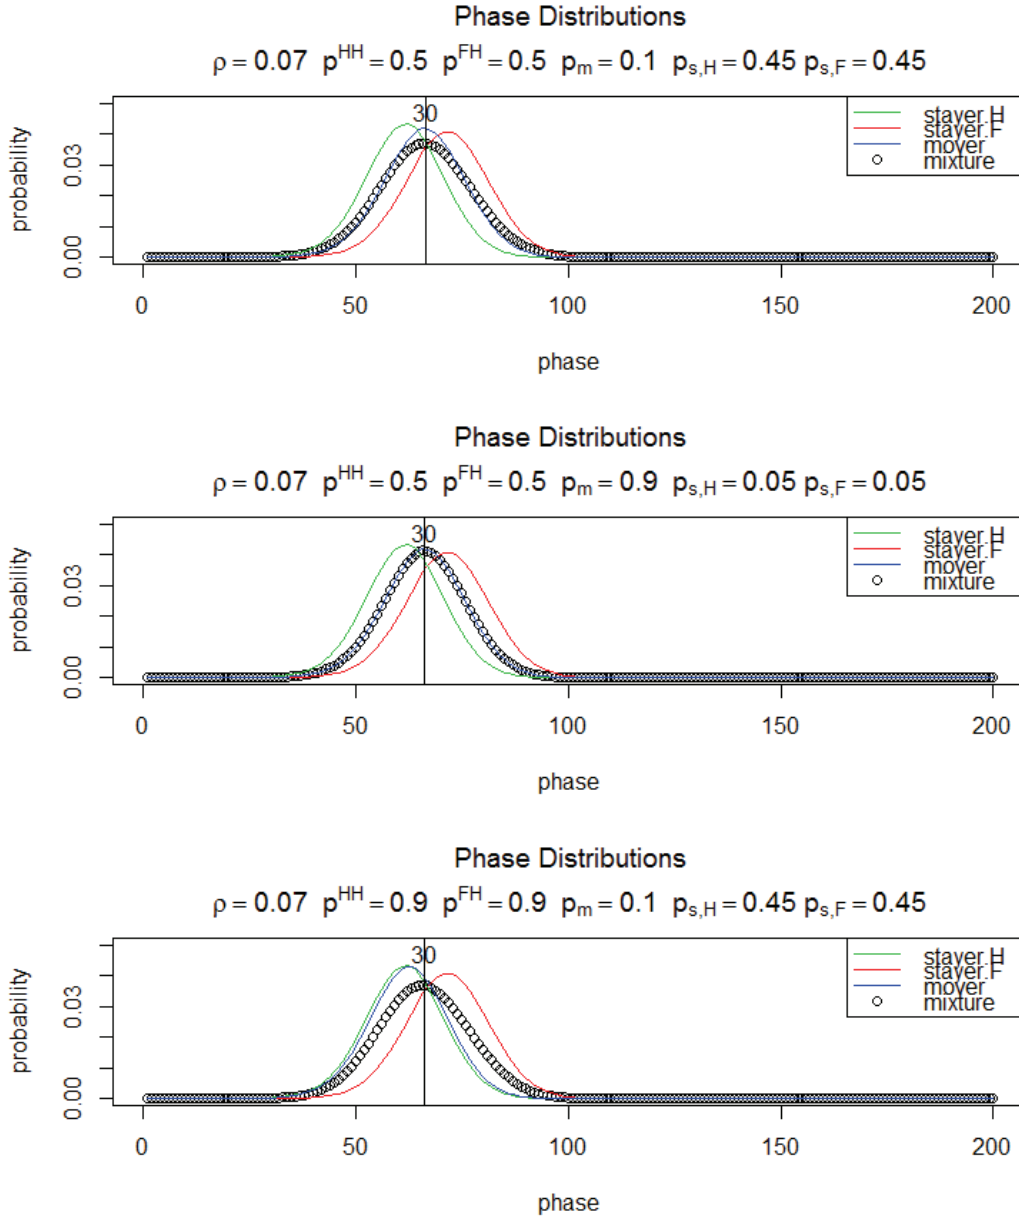 Phase Distributions
ρ = 0.07 p^HH = 0.5 p^FH = 0.5 p_m = 0.1 p_s,H = 0.45 p_s,F = 0.45
30
stayer.H
stayer.F
mover
mixture
probability
0.03
0.00
0 50 100 150 200
phase
Phase Distributions
ρ = 0.07 p^HH = 0.5 p^FH = 0.5 p_m = 0.9 p_s,H = 0.05 p_s,F = 0.05
30
stayer.H
stayer.F
mover
mixture
probability
0.03
0.00
0 50 100 150 200
phase
Phase Distributions
ρ = 0.07 p^HH = 0.9 p^FH = 0.9 p_m = 0.1 p_s,H = 0.45 p_s,F = 0.45
30
stayer.H
stayer.F
mover
mixture
probability
0.03
0.00
0 50 100 150 200
phase